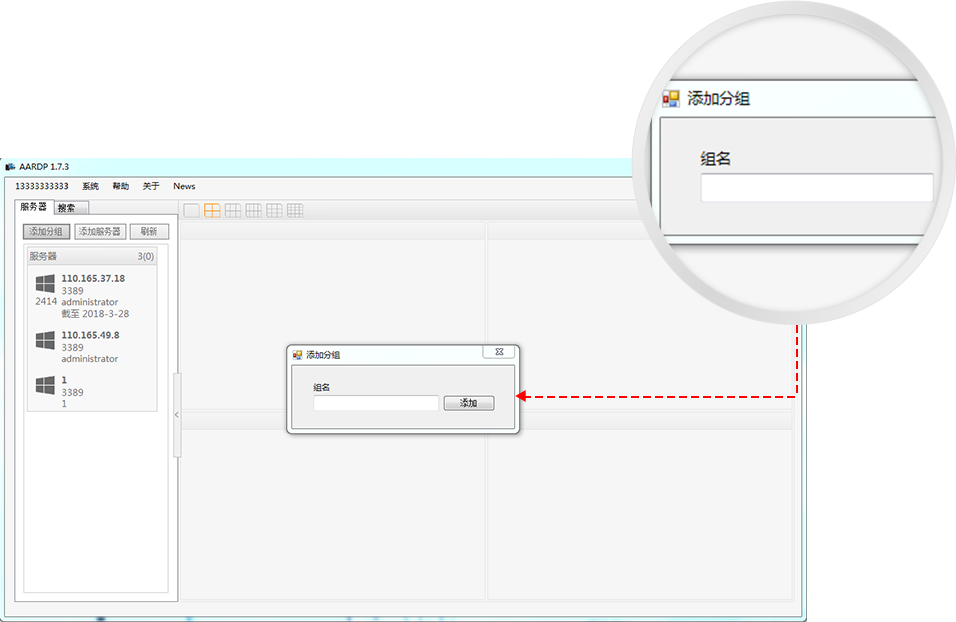 添加分组
组名
AARDP 1.7.3
13333333333 系统 帮助 关于 News
服务器 搜索
添加分组 添加服务器 刷新
服务器 3(0)
110.165.37.18
3389
2414 administrator
截至 2018-3-28
110.165.49.8
3389
administrator
1
3389
1
添加分组
组名
添加